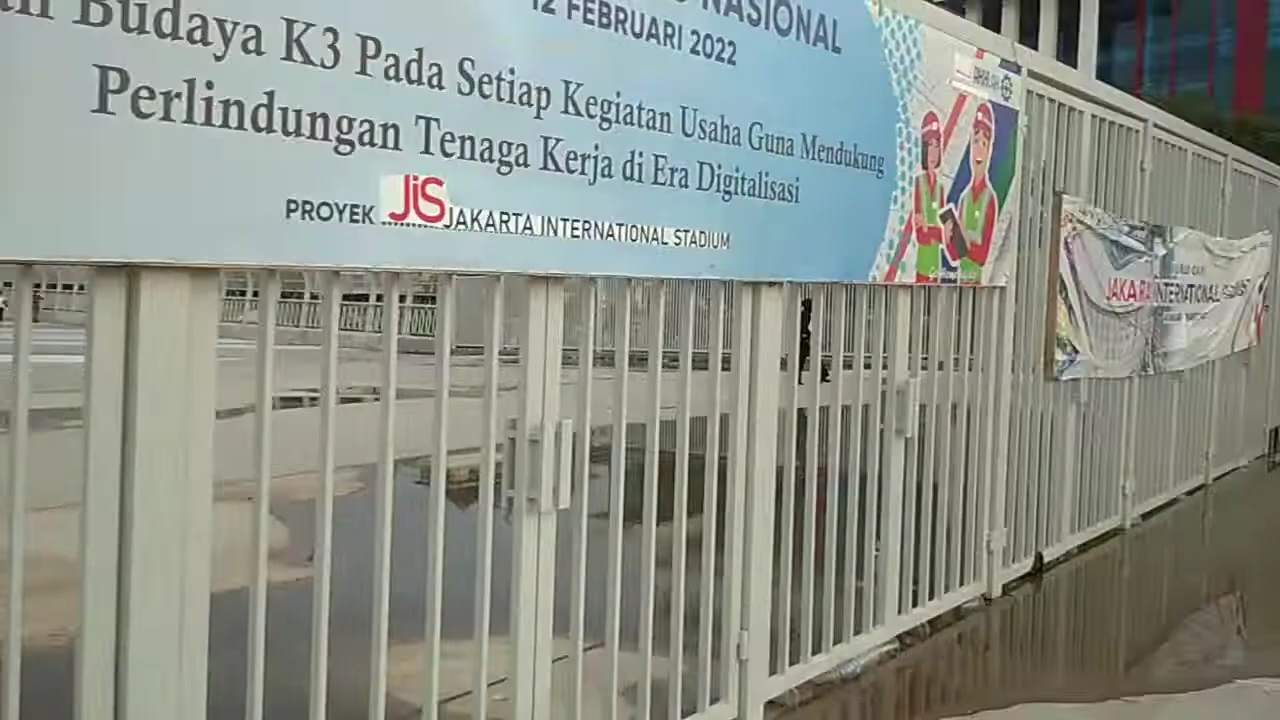 NASIONAL
12 FEBRUARI 2022
Budaya K3 Pada Setiap Kegiatan Usaha Guna Mendukung
Perlindungan Tenaga Kerja di Era Digitalisasi
PROYEK JIS JAKARTA INTERNATIONAL STADIUM
INTERNATIONAL